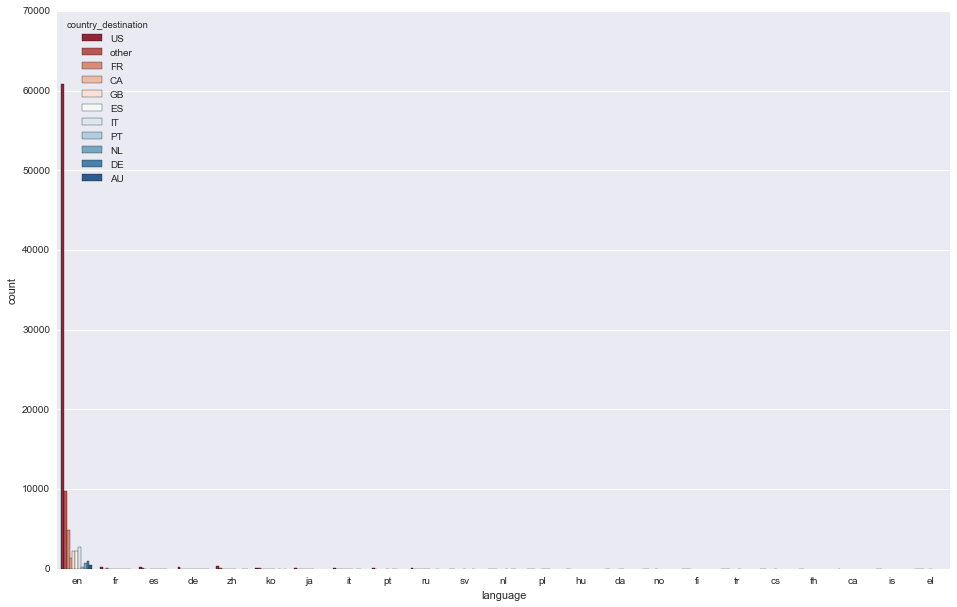 70000
60000
50000
40000
30000
20000
10000
0
count
country_destination
US
other
FR
CA
GB
ES
IT
PT
NL
DE
AU
en fr es de zh ko ja it pt ru sv nl pl hu da no fi tr cs th ca is el
language